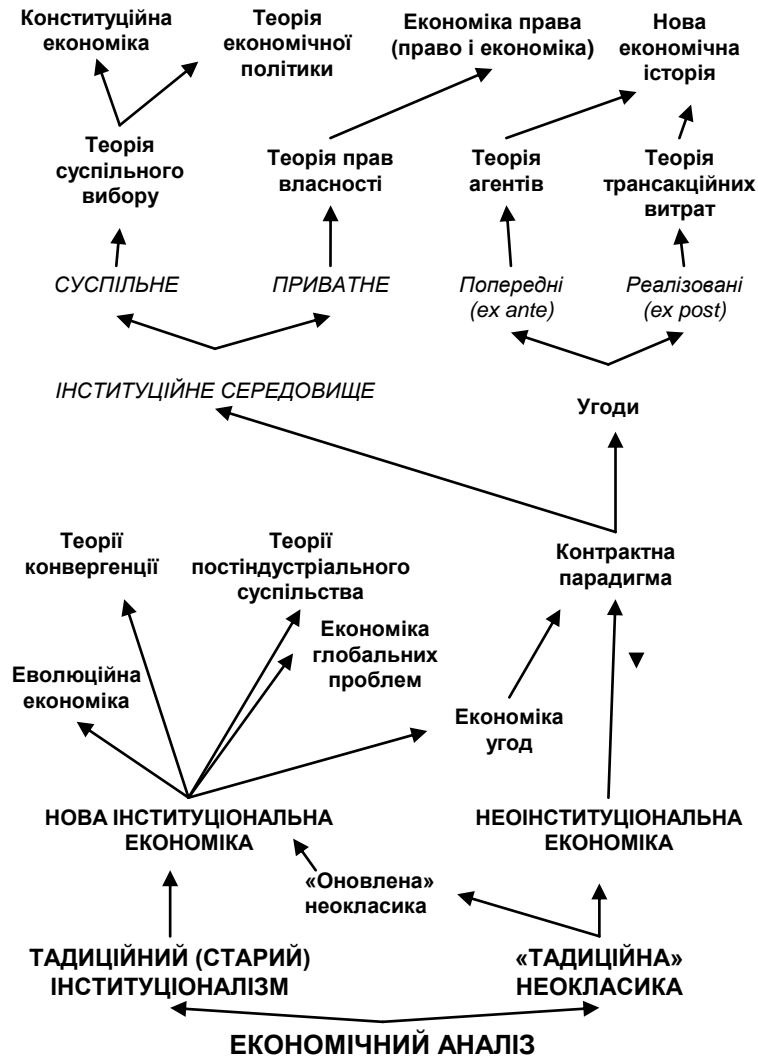 Конституційна
економіка
Теорія
економічної
політики
Економіка права
(право і економіка)
Нова
економічна
історія
Теорія
суспільного
вибору
Теорія прав
власності
Теорія
агентів
Теорія
трансакційних
витрат
СУСПІЛЬНЕ
ПРИВАТНЕ
Попередні
(ex ante)
Реалізовані
(ex post)
ІНСТИТУЦІЙНЕ СЕРЕДОВИЩЕ
Угоди
Теорії
конвергенції
Теорії
постіндустріального
суспільства
Контрактна
парадигма
Економіка
глобальних
проблем
Еволюційна
економіка
Економіка
угод
НОВА ІНСТИТУЦІОНАЛЬНА
ЕКОНОМІКА
НЕОІНСТИТУЦІОНАЛЬНА
ЕКОНОМІКА
«Оновлена»
неокласика
ТАДИЦІЙНИЙ (СТАРИЙ)
ІНСТИТУЦІОНАЛІЗМ
«ТАДИЦІЙНА»
НЕОКЛАСИКА
ЕКОНОМІЧНИЙ АНАЛІЗ